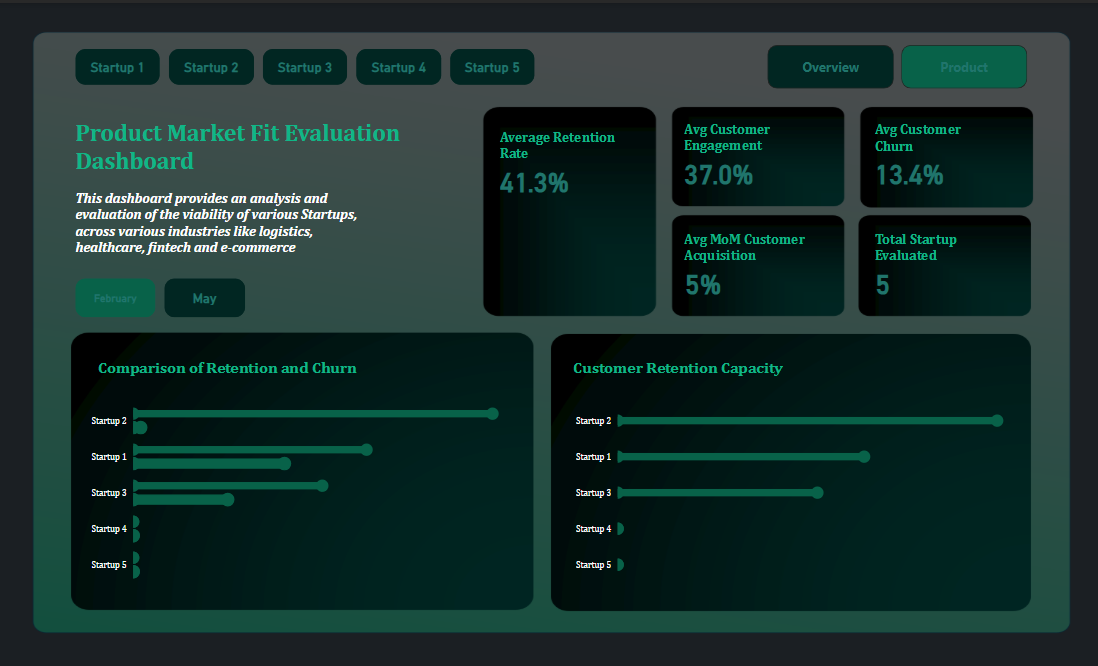 Startup 1
Startup 2
Startup 3
Startup 4
Startup 5
Overview
Product
Product Market Fit Evaluation
Dashboard
This dashboard provides an analysis and
evaluation of the viability of various Startups,
across various industries like logistics,
healthcare, fintech and e-commerce
February
May
Average Retention
Rate
41.3%
Avg Customer
Engagement
37.0%
Avg Customer
Churn
13.4%
Avg MoM Customer
Acquisition
5%
Total Startup
Evaluated
5
Comparison of Retention and Churn
Startup 2
Startup 1
Startup 3
Startup 4
Startup 5
Customer Retention Capacity
Startup 2
Startup 1
Startup 3
Startup 4
Startup 5